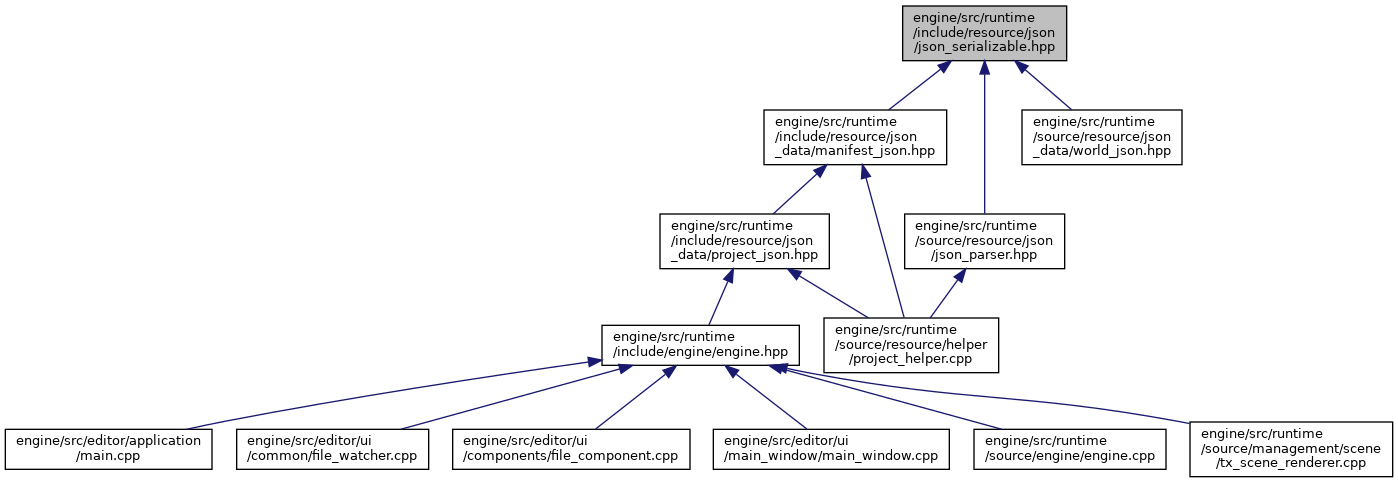 engine/src/runtime
/include/resource/json
/json_serializable.hpp
engine/src/runtime
/include/resource/json
_data/manifest_json.hpp
engine/src/runtime
/source/resource/json
_data/world_json.hpp
engine/src/runtime
/include/resource/json
_data/project_json.hpp
engine/src/runtime
/source/resource/json
/json_parser.hpp
engine/src/runtime
/include/engine/engine.hpp
engine/src/runtime
/source/resource/helper
/project_helper.cpp
engine/src/editor/application
/main.cpp
engine/src/editor/ui
/common/file_watcher.cpp
engine/src/editor/ui
/components/file_component.cpp
engine/src/editor/ui
/main_window/main_window.cpp
engine/src/runtime
/source/engine/engine.cpp
engine/src/runtime
/source/management/scene
/tx_scene_renderer.cpp